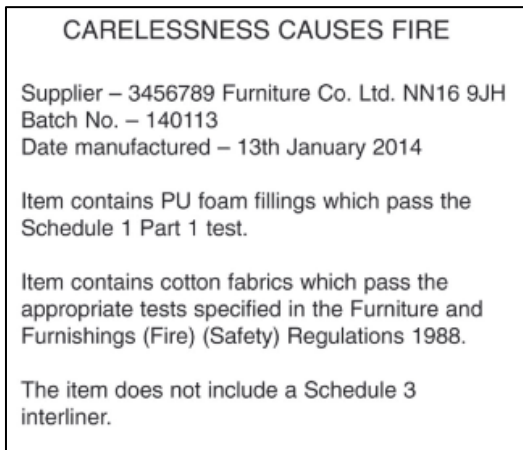 CARELESSNESS CAUSES FIRE
Supplier – 3456789 Furniture Co. Ltd. NN16 9JH
Batch No. – 140113
Date manufactured – 13th January 2014
Item contains PU foam fillings which pass the
Schedule 1 Part 1 test.
Item contains cotton fabrics which pass the
appropriate tests specified in the Furniture and
Furnishings (Fire) (Safety) Regulations 1988.
The item does not include a Schedule 3
interliner.